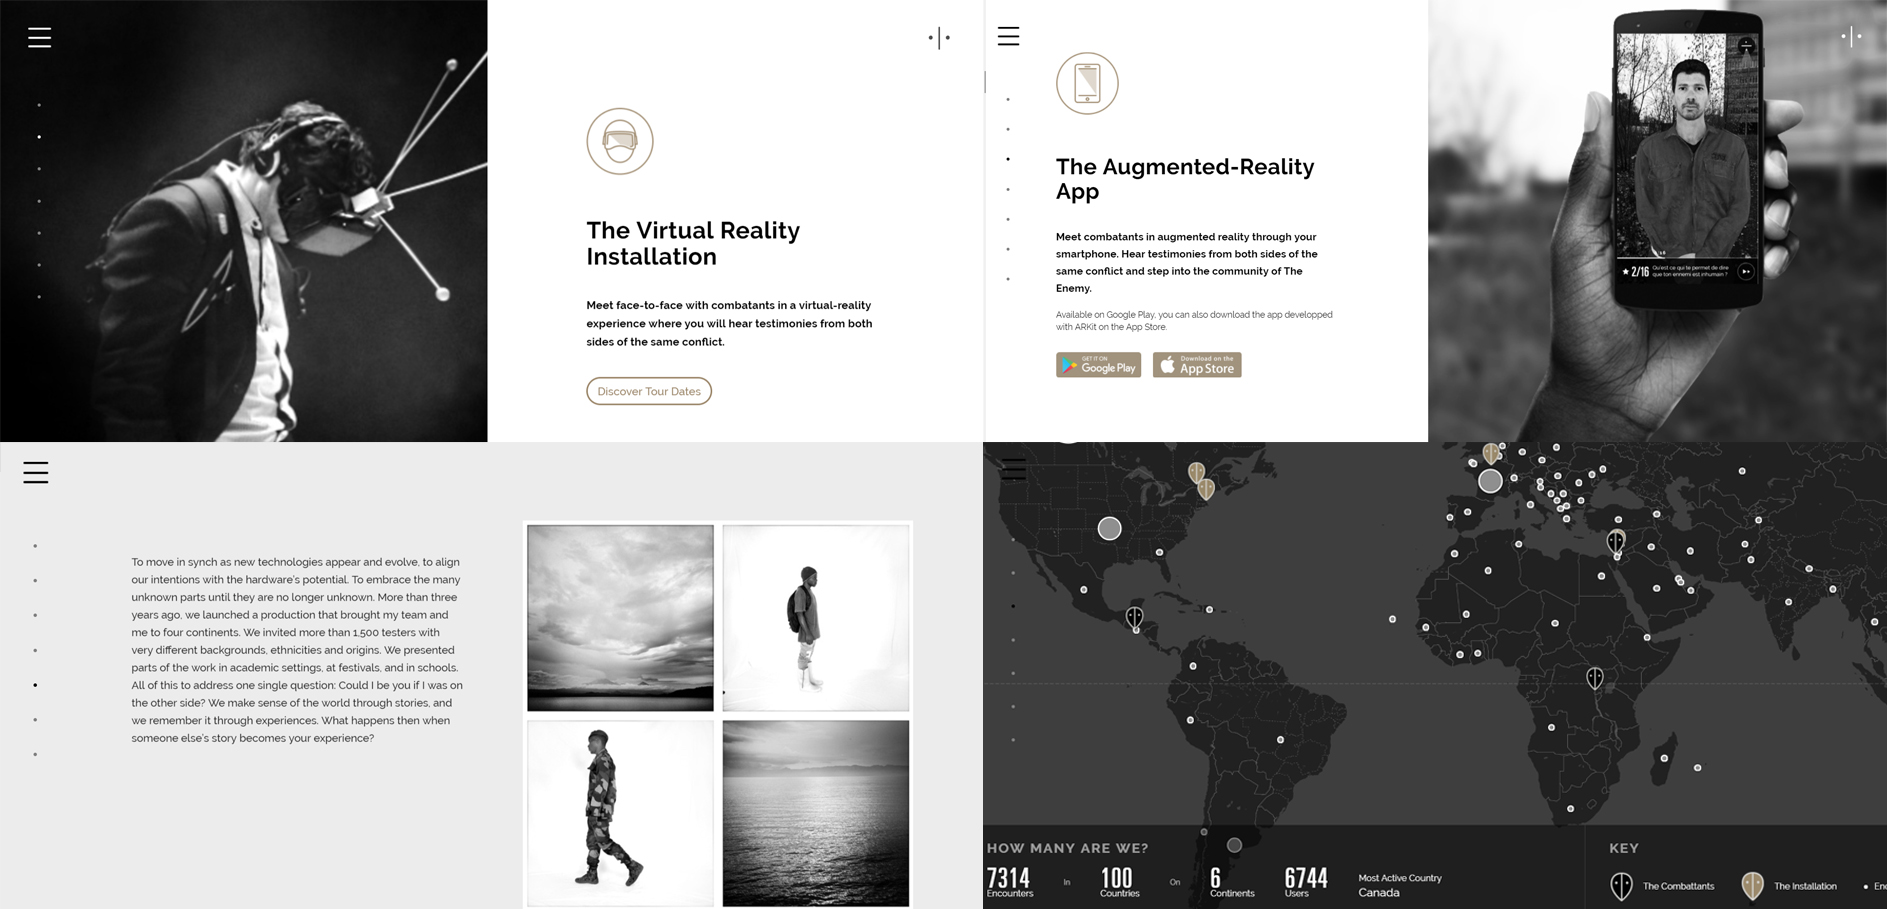 The Virtual Reality
Installation
Meet face-to-face with combatants in a virtual-reality
experience where you will hear testimonies from both
sides of the same conflict.
Discover Tour Dates
The Augmented-Reality
App
Meet combatants in augmented reality through your
smartphone. Hear testimonies from both sides of the
same conflict and step into the community of The
Enemy.
Available on Google Play, you can also download the app developped
with ARKit on the App Store.
GET IT ON
Google Play
Download on the
App Store
2/16
Qu'est ce qui te permet de dire
que ton ennemi est inhumain ?
To move in synch as new technologies appear and evolve, to align
our intentions with the hardware's potential. To embrace the many
unknown parts until they are no longer unknown. More than three
years ago, we launched a production that brought my team and
me to four continents. We invited more than 1,500 testers with
very different backgrounds, ethnicities and origins. We presented
parts of the work in academic settings, at festivals, and in schools.
All of this to address one single question: Could I be you if I was on
the other side? We make sense of the world through stories, and
we remember it through experiences. What happens then when
someone else's story becomes your experience?
HOW MANY ARE WE?
7314 In 100 On 6 6744
Encounters Countries Continents Users
Most Active Country
Canada
KEY
The Combattants
The Installation
Enc